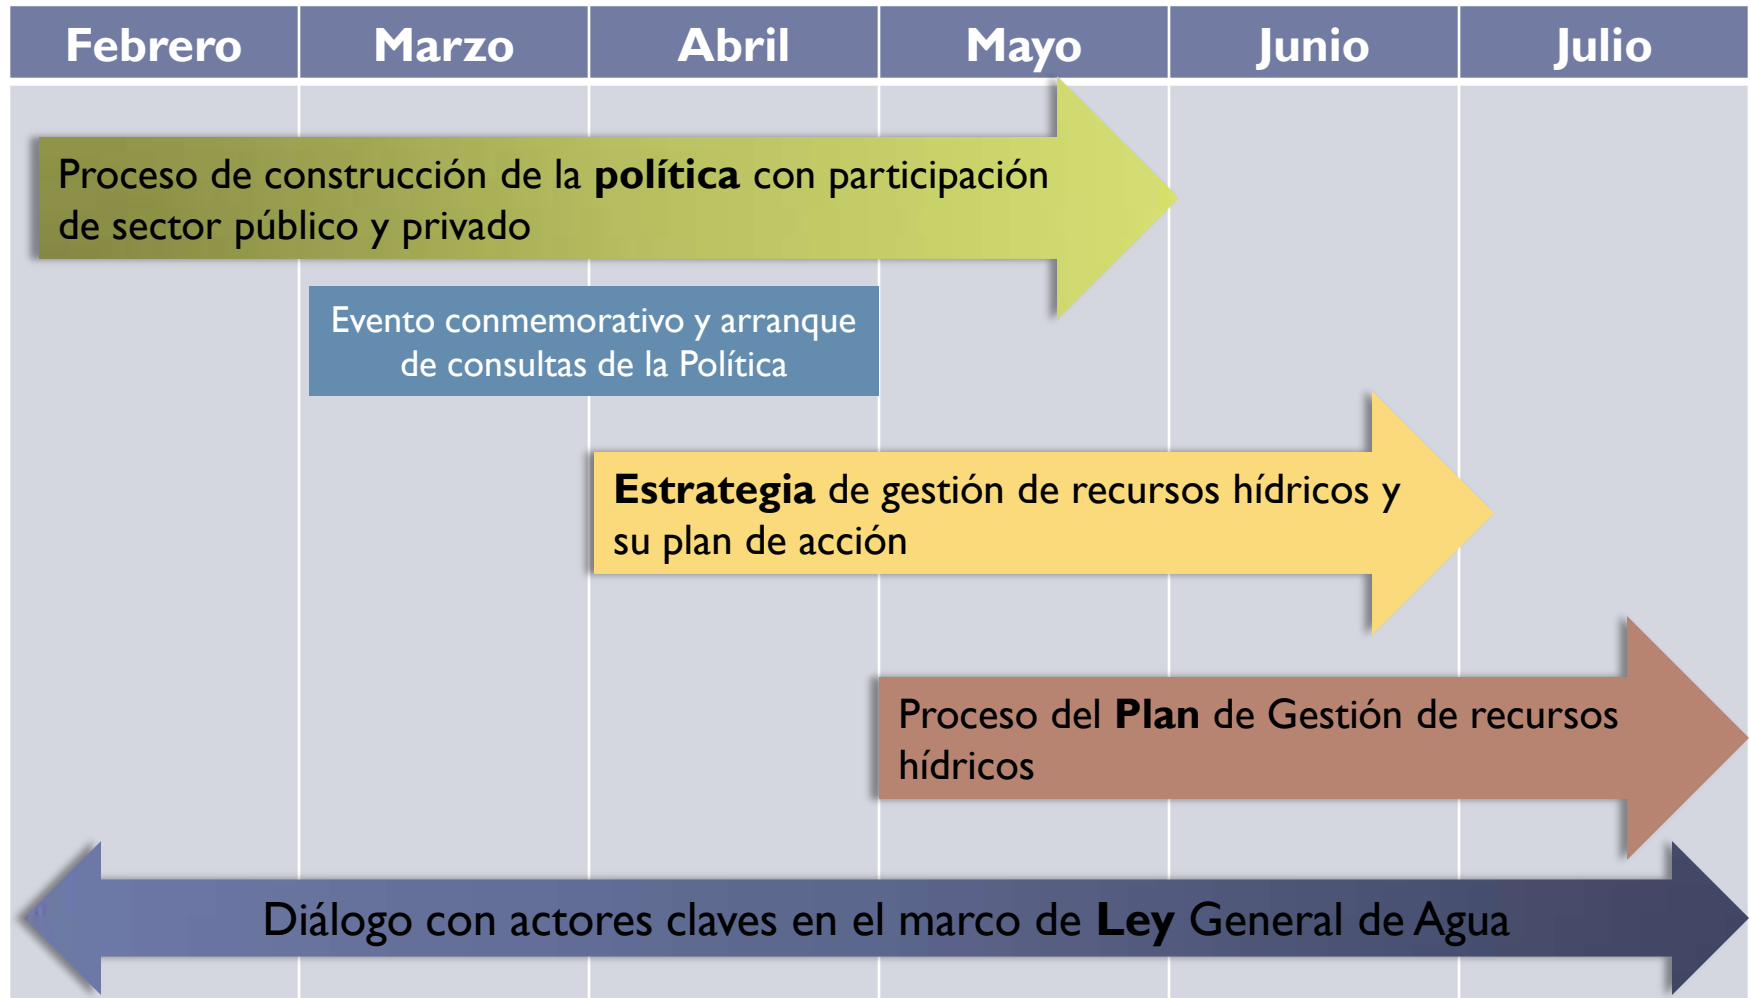 Febrero Marzo Abril Mayo Junio Julio
Proceso de construcción de la política con participación
de sector público y privado
Evento conmemorativo y arranque
de consultas de la Política
Estrategia de gestión de recursos hídricos y
su plan de acción
Proceso del Plan de Gestión de recursos
hídricos
Diálogo con actores claves en el marco de Ley General de Agua